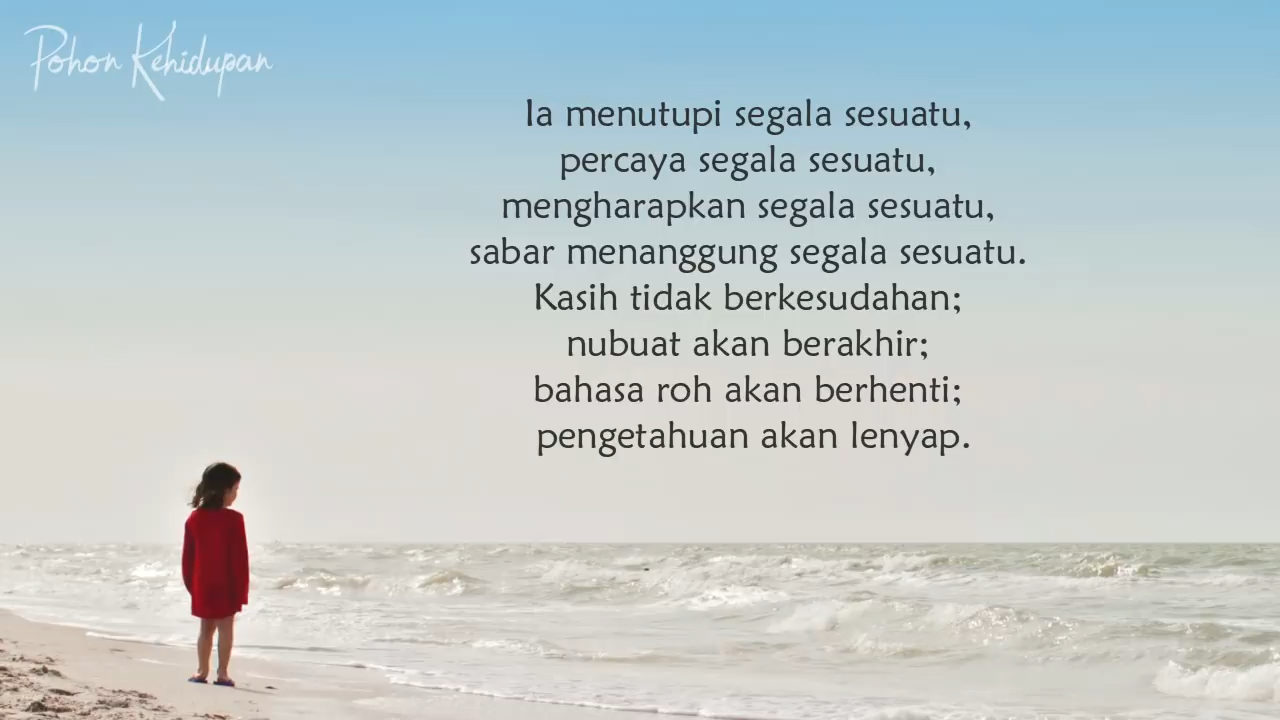 Pohon Kehidupan
Ia menutupi segala sesuatu,
percaya segala sesuatu,
mengharapkan segala sesuatu,
sabar menanggung segala sesuatu.
Kasih tidak berkesudahan;
nubuat akan berakhir;
bahasa roh akan berhenti;
pengetahuan akan lenyap.